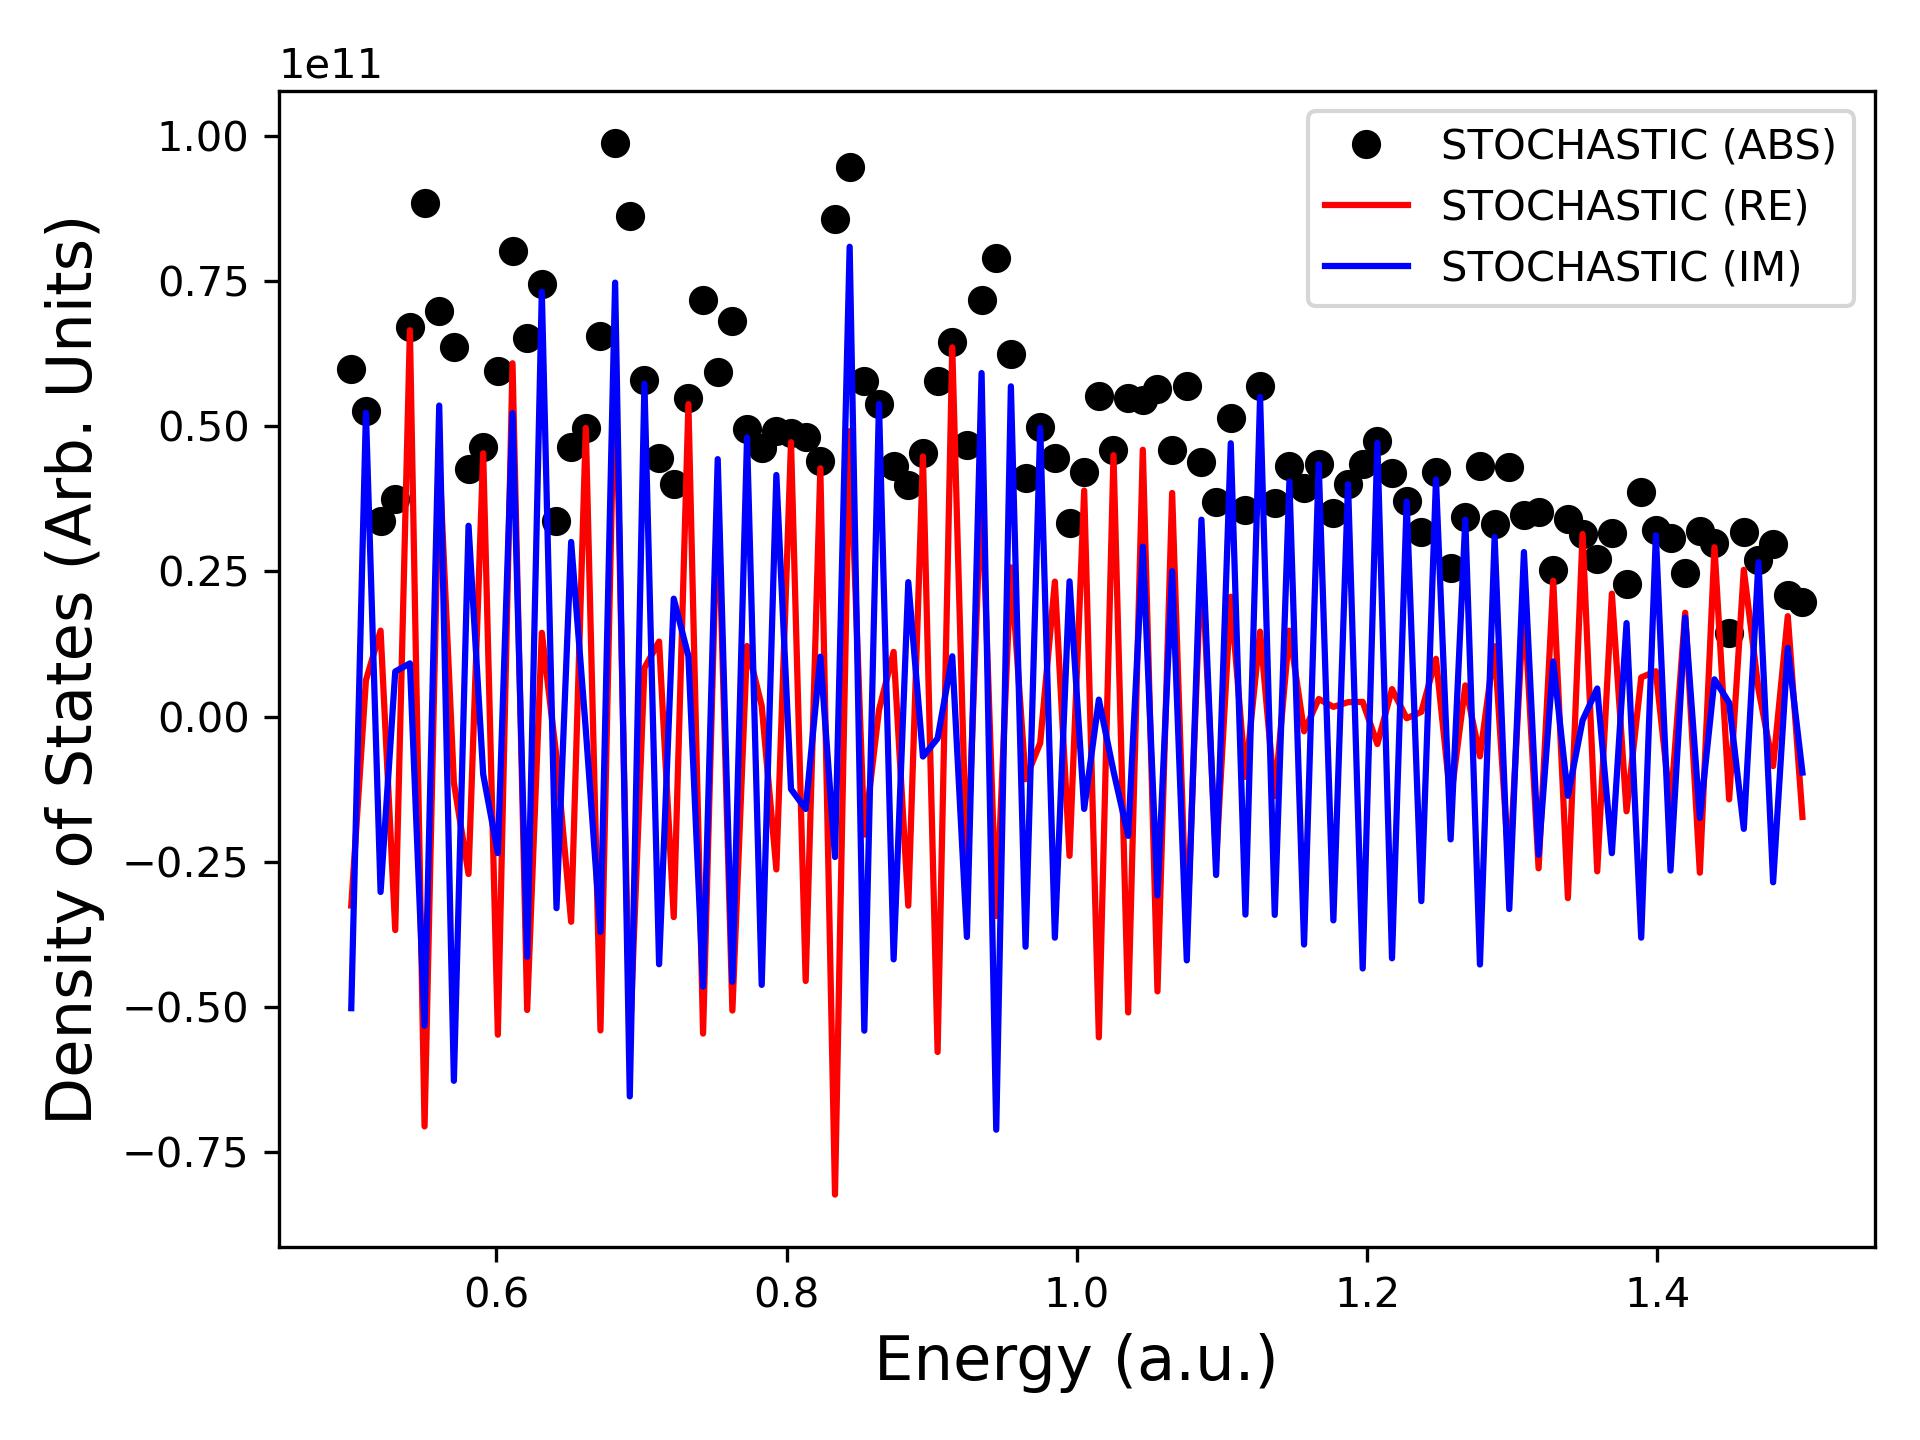 1e11
1.00
0.75
0.50
0.25
0.00
−0.25
−0.50
−0.75
Density of States (Arb. Units)
STOCHASTIC (ABS)
STOCHASTIC (RE)
STOCHASTIC (IM)
0.6
0.8
1.0
1.2
1.4
Energy (a.u.)